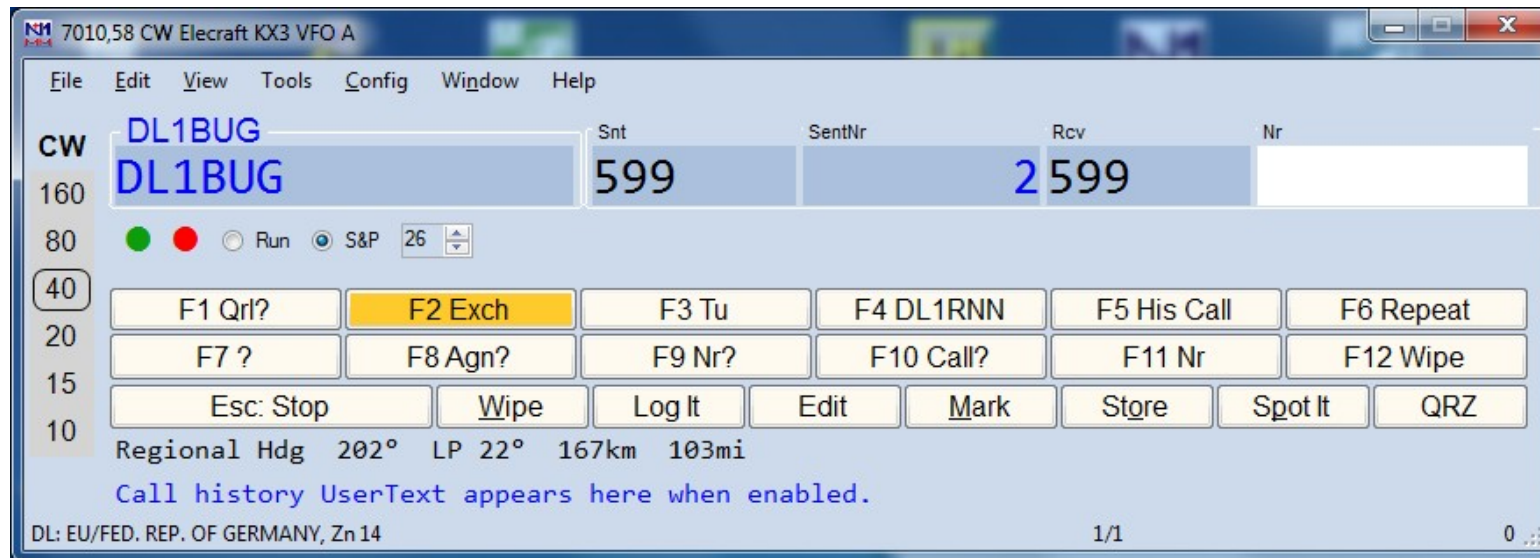 7010,58 CW Elecraft KX3 VFO A
File Edit View Tools Config Window Help
CW DL1BUG Snt SentNr Rcv Nr
DL1BUG 599 2 599
160
80 Run S&P 26
40
F1 Qrl? F2 Exch F3 Tu F4 DL1RNN F5 His Call F6 Repeat
20
F7 ? F8 Agn? F9 Nr? F10 Call? F11 Nr F12 Wipe
15
Esc: Stop Wipe Log It Edit Mark Store Spot It QRZ
10
Regional Hdg 202° LP 22° 167km 103mi
Call history UserText appears here when enabled.
DL: EU/FED. REP. OF GERMANY, Zn 14 1/1 0